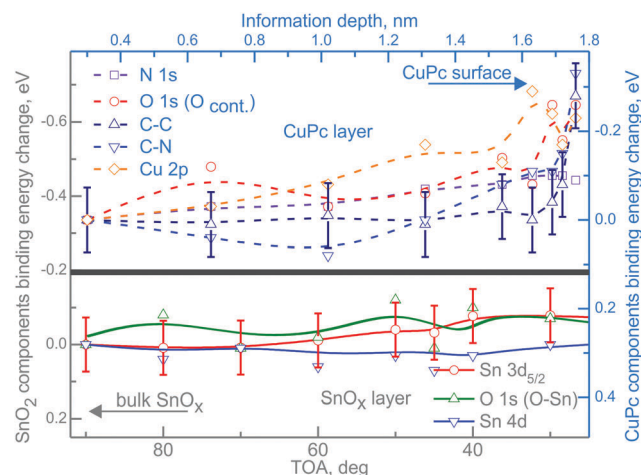 Information depth, nm
0.4 0.6 0.8 1.0 1.2 1.4 1.6 1.8
SnO2 components binding energy change, eV
-0.6
-0.4
-0.2
0.0
0.2
N 1s
O 1s (O cont.)
C-C
C-N
Cu 2p
CuPc layer
CuPc surface
CuPc components binding energy change, eV
-0.2
0.0
0.2
0.4
bulk SnOX
SnOX layer
Sn 3d5/2
O 1s (O-Sn)
Sn 4d
80 60 40
TOA, deg